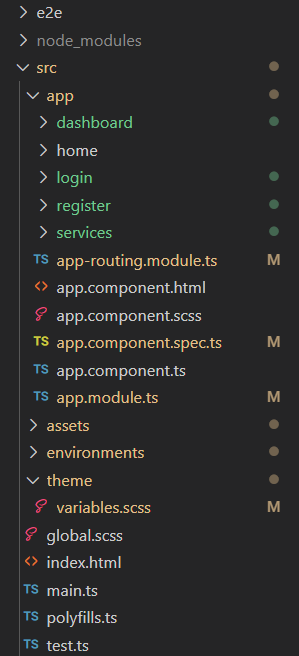 e2e
node_modules
src
app
dashboard
home
login
register
services
TS app-routing.module.ts M
<> app.component.html
app.component.scss
TS app.component.spec.ts M
TS app.component.ts
TS app.module.ts M
assets
environments
theme
variables.scss M
global.scss
<> index.html
TS main.ts
TS polyfills.ts
TS test.ts